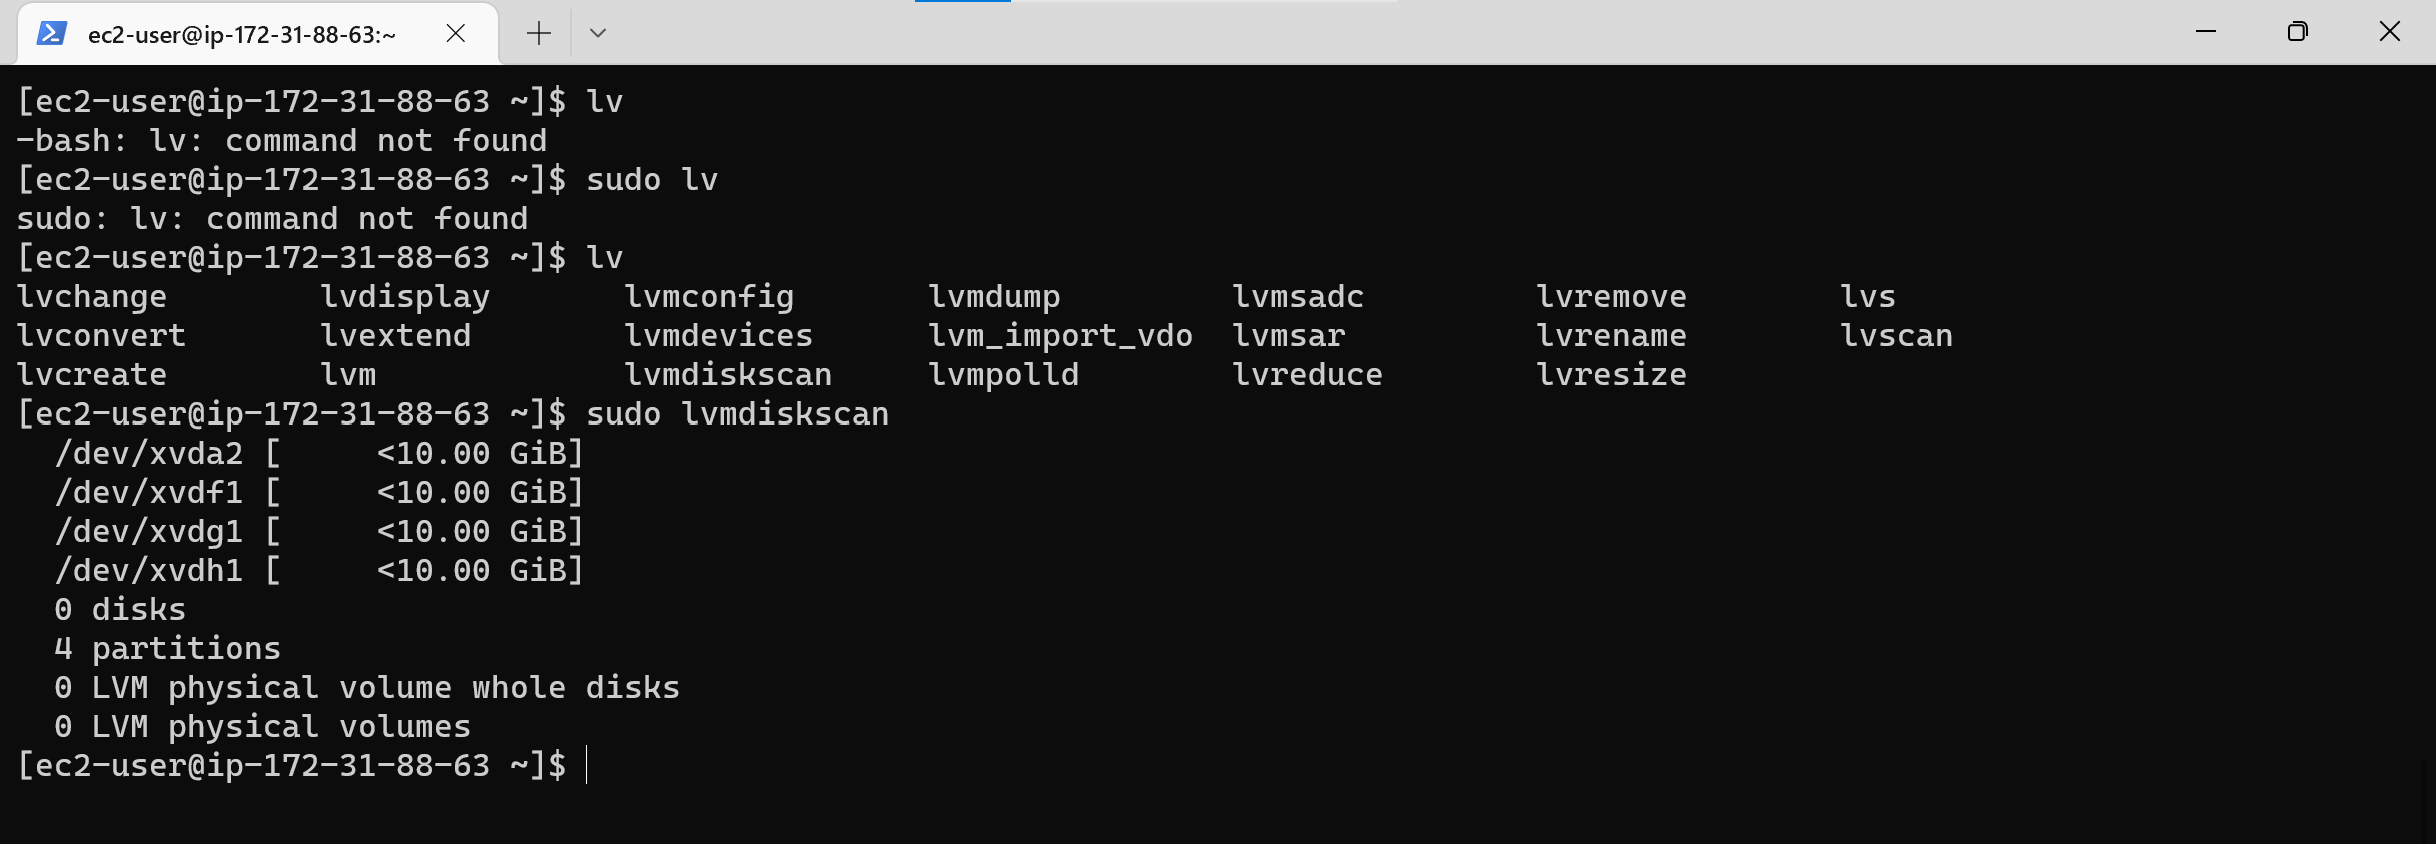 ec2-user@ip-172-31-88-63:~
[ec2-user@ip-172-31-88-63 ~]$ lv
-bash: lv: command not found
[ec2-user@ip-172-31-88-63 ~]$ sudo lv
sudo: lv: command not found
[ec2-user@ip-172-31-88-63 ~]$ lv
lvchange        lvdisplay       lvmconfig       lvmdump         lvmsadc         lvremove        lvs
lvconvert       lvextend        lvmdevices      lvm_import_vdo  lvmsar          lvrename        lvscan
lvcreate        lvm             lvmdiskscan     lvmpolld        lvreduce        lvresize
[ec2-user@ip-172-31-88-63 ~]$ sudo lvmdiskscan
  /dev/xvda2 [     <10.00 GiB]
  /dev/xvdf1 [     <10.00 GiB]
  /dev/xvdg1 [     <10.00 GiB]
  /dev/xvdh1 [     <10.00 GiB]
  0 disks
  4 partitions
  0 LVM physical volume whole disks
  0 LVM physical volumes
[ec2-user@ip-172-31-88-63 ~]$